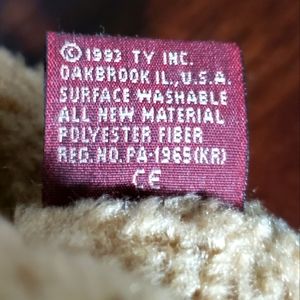 © 1993 TY INC.
OAKBROOK IL., U.S.A.
SURFACE WASHABLE
ALL NEW MATERIAL
POLYESTER FIBER
REG. NO. PA-1965(KR)
CE